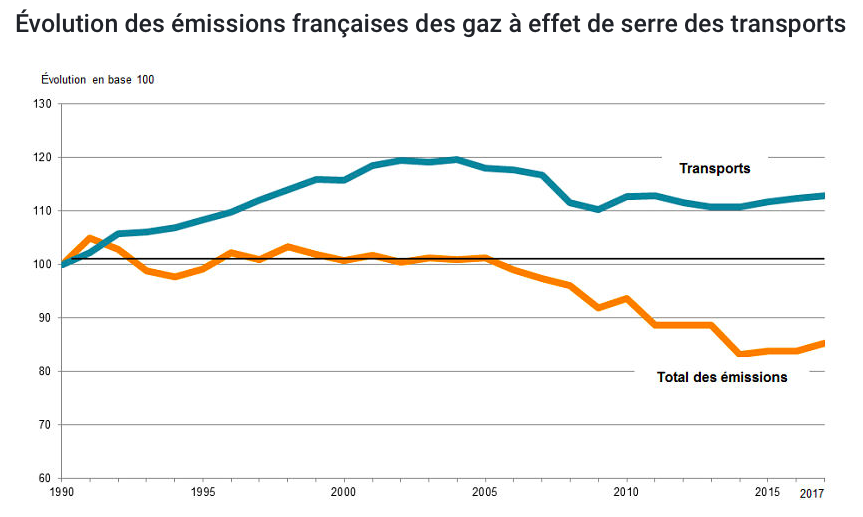 Évolution des émissions françaises des gaz à effet de serre des transports
Évolution en base 100
130
120
Transports
110
100
90
80
Total des émissions
70
60
1990 1995 2000 2005 2010 2015 2017